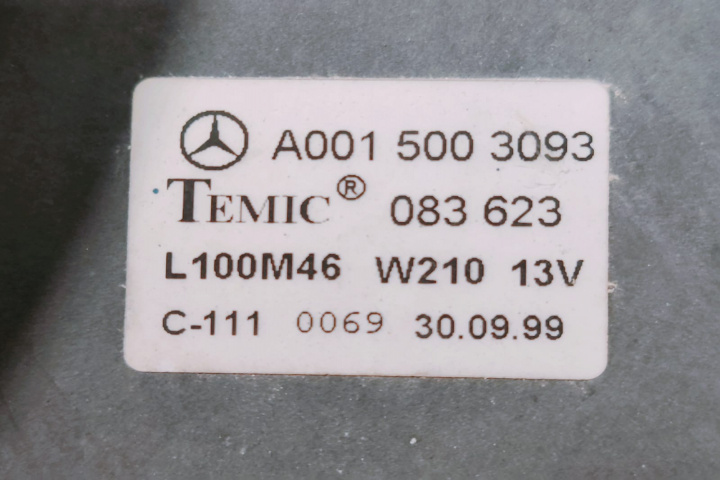 A001 500 3093
TEMIC® 083 623
L100M46 W210 13V
C-111 0069 30.09.99